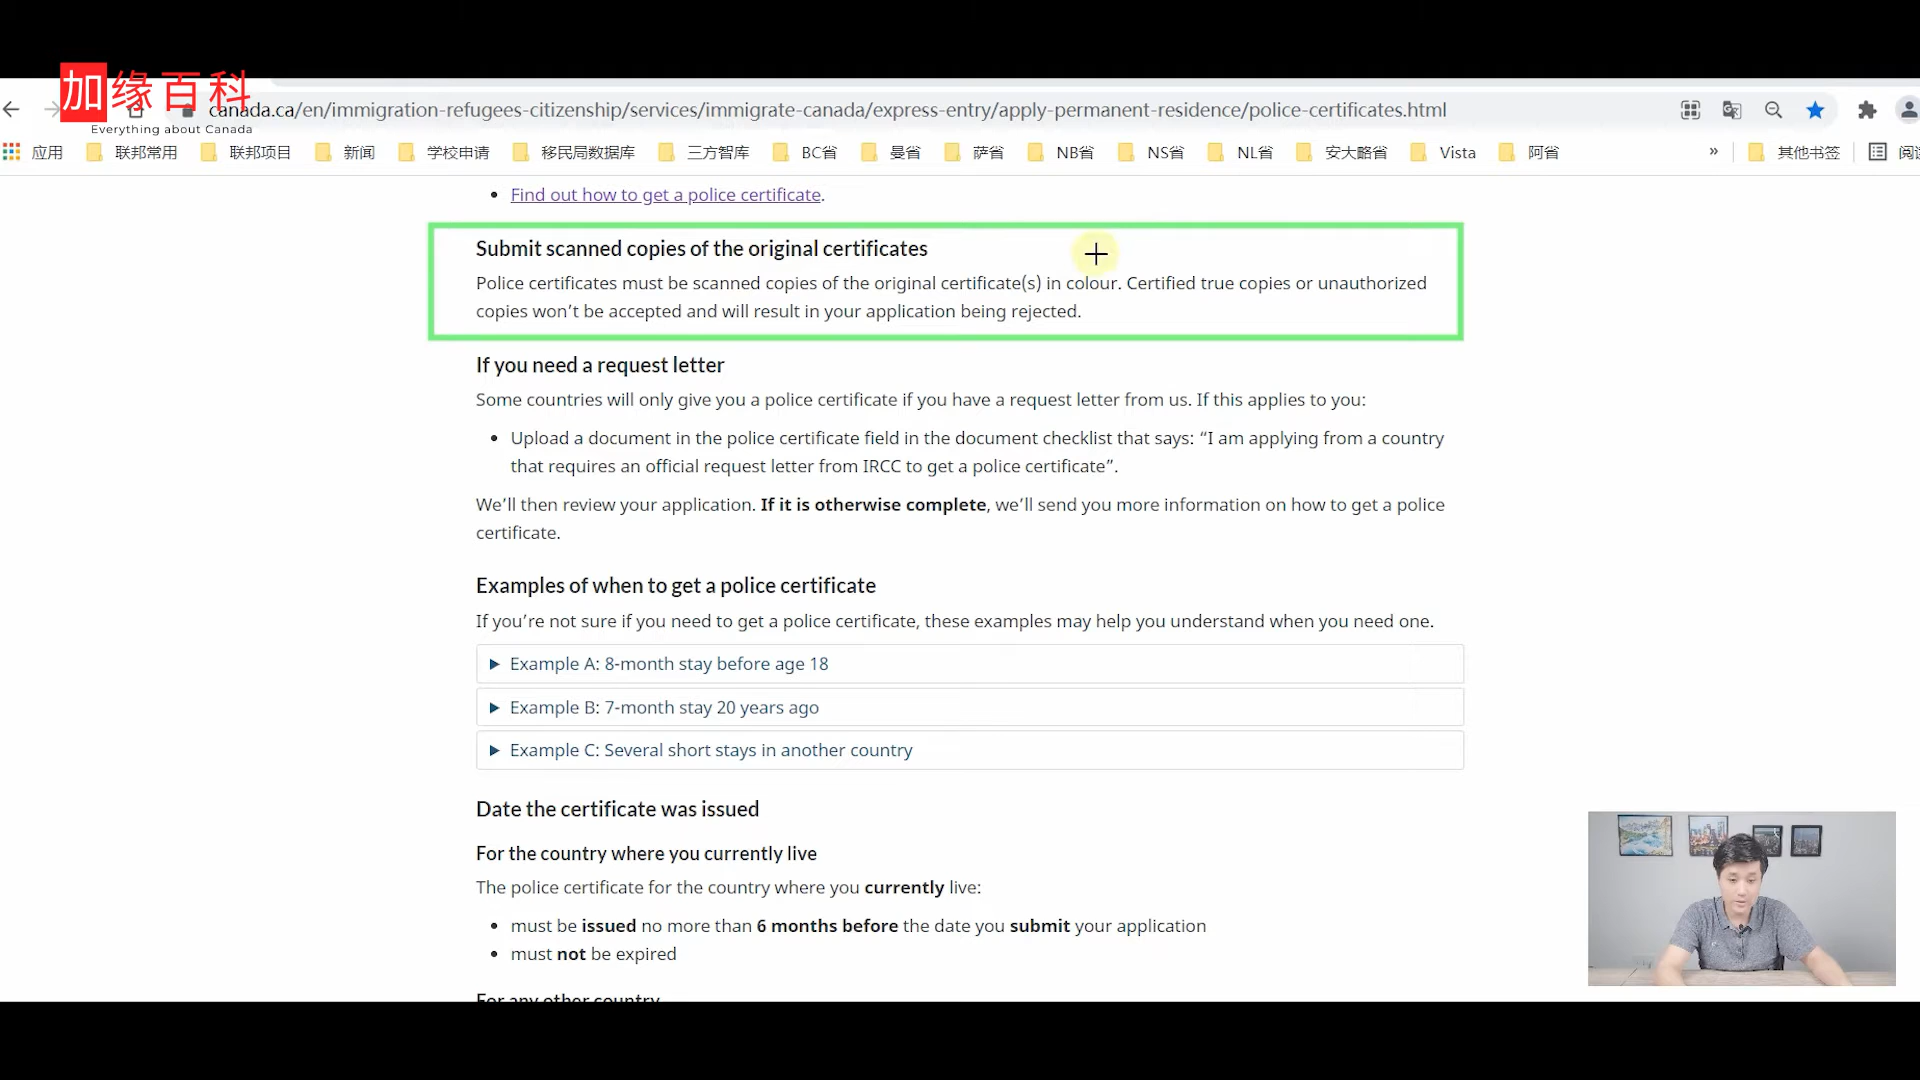 加缘百科
Everything about Canada
canada.ca/en/immigration-refugees-citizenship/services/immigrate-canada/express-entry/apply-permanent-residence/police-certificates.html
应用 联邦常用 联邦项目 新闻 学校申请 移民局数据库 三方智库 BC省 曼省 萨省 NB省 NS省 NL省 安大略省 Vista 阿省 » 其他书签
• Find out how to get a police certificate.
Submit scanned copies of the original certificates
Police certificates must be scanned copies of the original certificate(s) in colour. Certified true copies or unauthorized
copies won’t be accepted and will result in your application being rejected.
If you need a request letter
Some countries will only give you a police certificate if you have a request letter from us. If this applies to you:
• Upload a document in the police certificate field in the document checklist that says: “I am applying from a country
that requires an official request letter from IRCC to get a police certificate”.
We’ll then review your application. If it is otherwise complete, we’ll send you more information on how to get a police
certificate.
Examples of when to get a police certificate
If you’re not sure if you need to get a police certificate, these examples may help you understand when you need one.
Example A: 8-month stay before age 18
Example B: 7-month stay 20 years ago
Example C: Several short stays in another country
Date the certificate was issued
For the country where you currently live
The police certificate for the country where you currently live:
• must be issued no more than 6 months before the date you submit your application
• must not be expired
For any other country